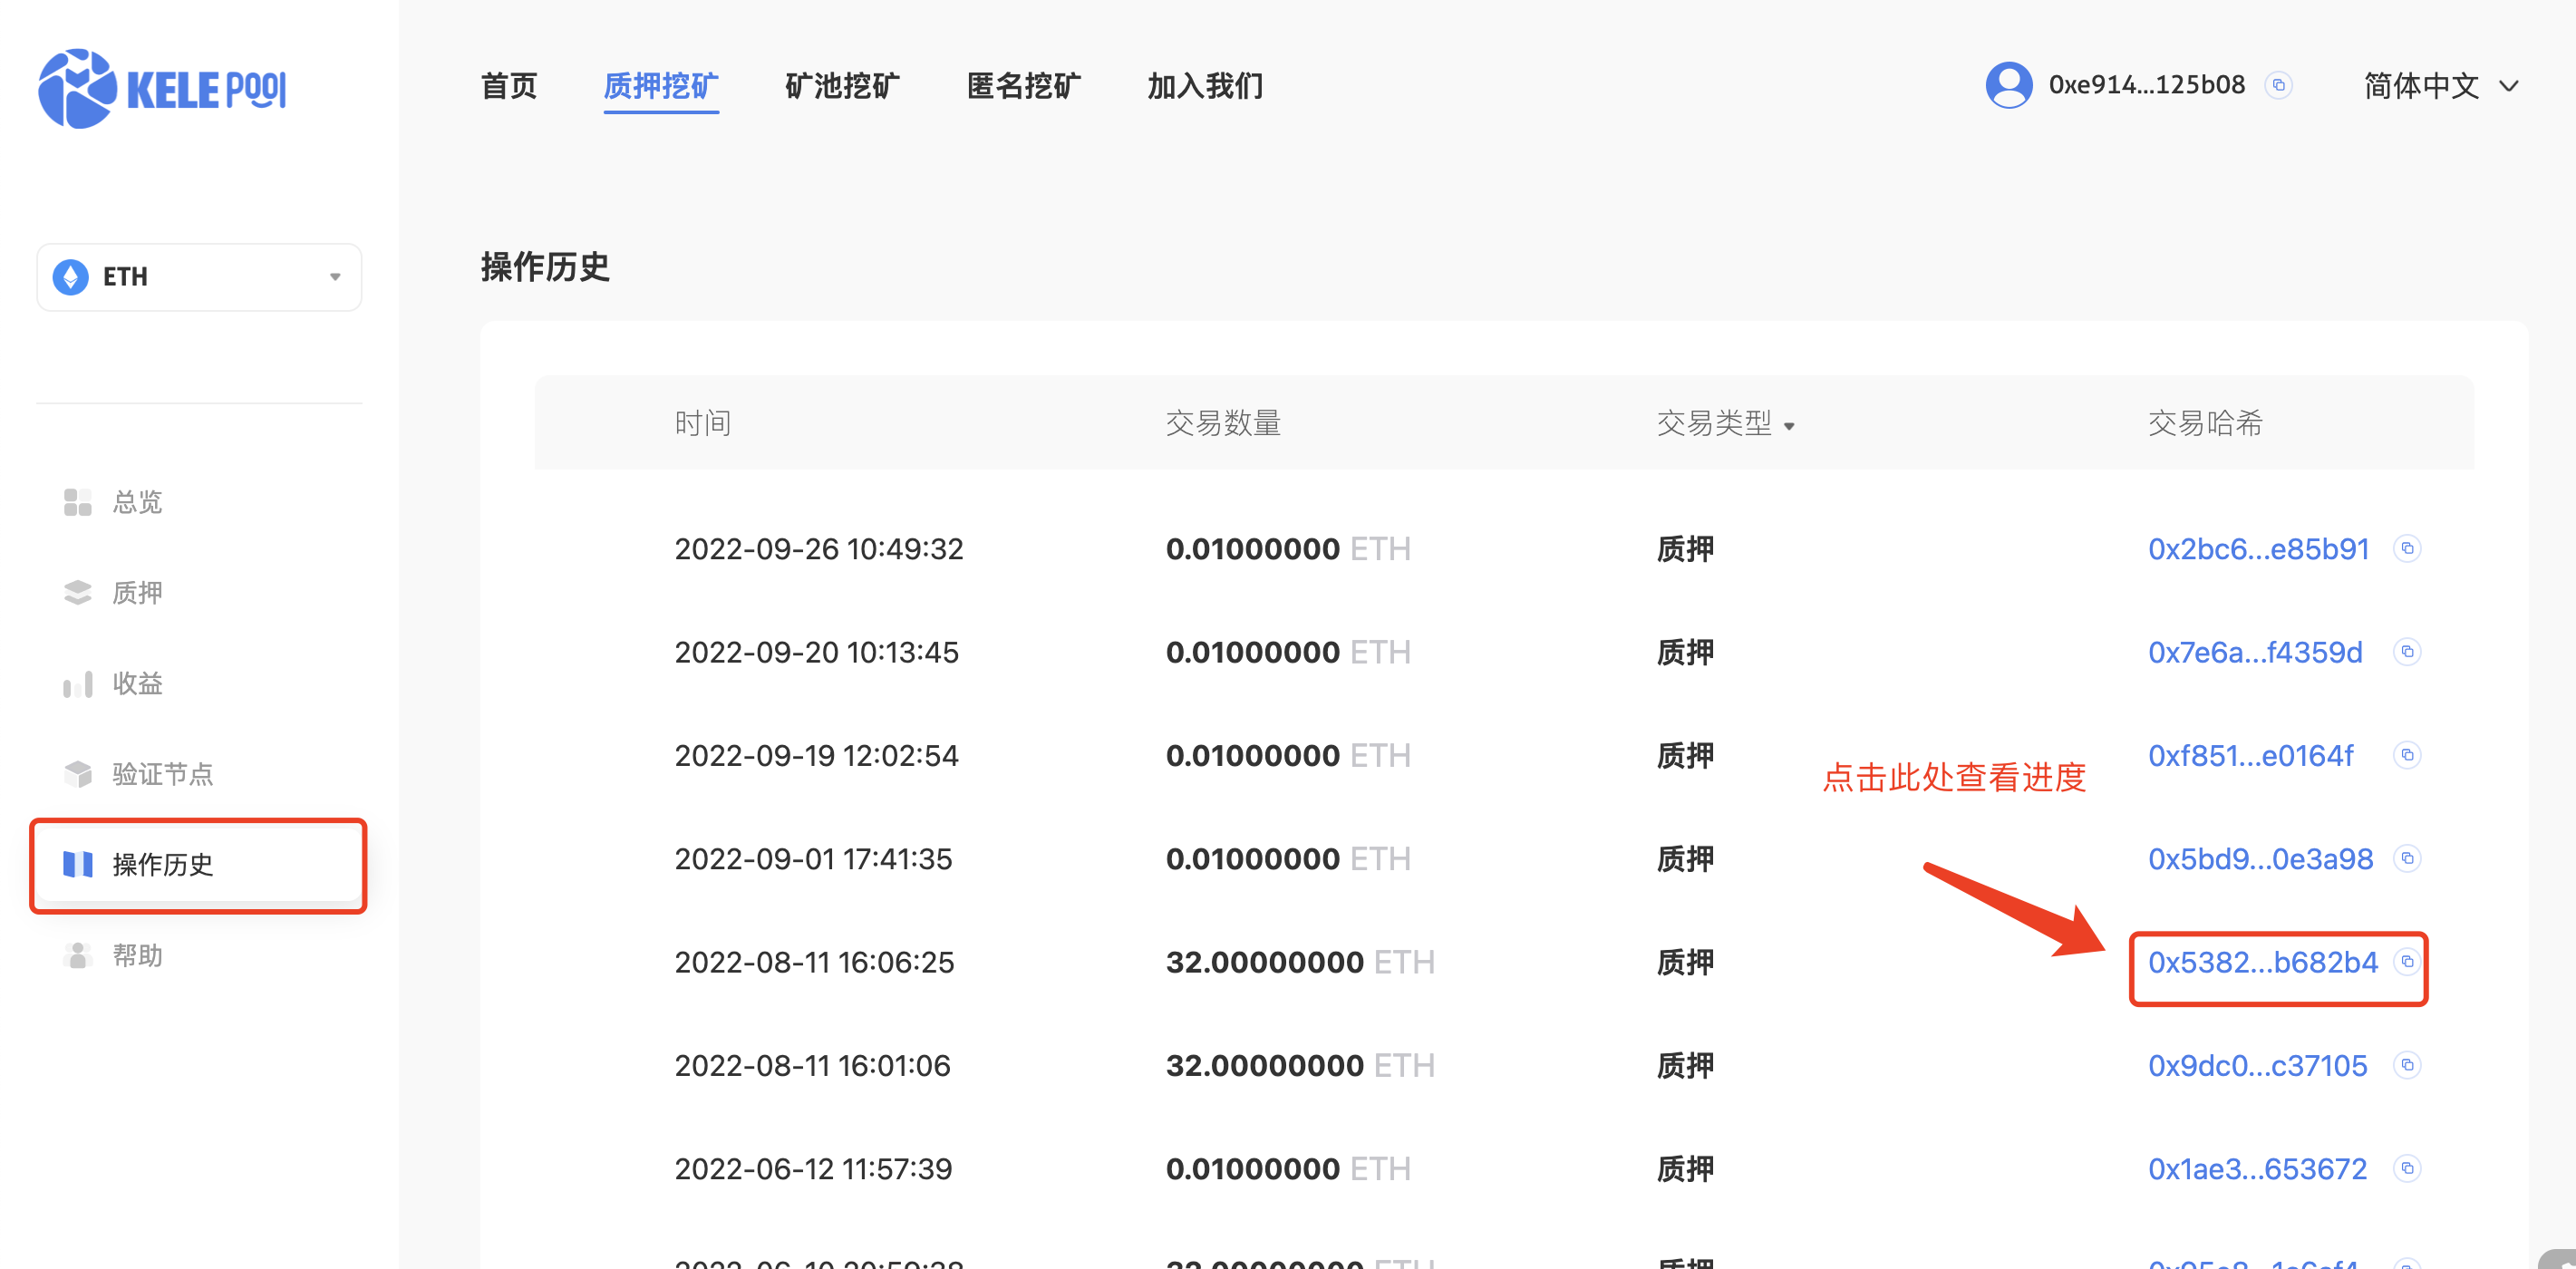 KELE POOL
首页 质押挖矿 矿池挖矿 匿名挖矿 加入我们 0xe914...125b08 简体中文
ETH
操作历史
总览
质押
收益
验证节点
操作历史
帮助
时间 交易数量 交易类型 交易哈希
2022-09-26 10:49:32 0.01000000 ETH 质押 0x2bc6...e85b91
2022-09-20 10:13:45 0.01000000 ETH 质押 0x7e6a...f4359d
2022-09-19 12:02:54 0.01000000 ETH 质押 0xf851...e0164f
点击此处查看进度
2022-09-01 17:41:35 0.01000000 ETH 质押 0x5bd9...0e3a98
2022-08-11 16:06:25 32.00000000 ETH 质押 0x5382...b682b4
2022-08-11 16:01:06 32.00000000 ETH 质押 0x9dc0...c37105
2022-06-12 11:57:39 0.01000000 ETH 质押 0x1ae3...653672